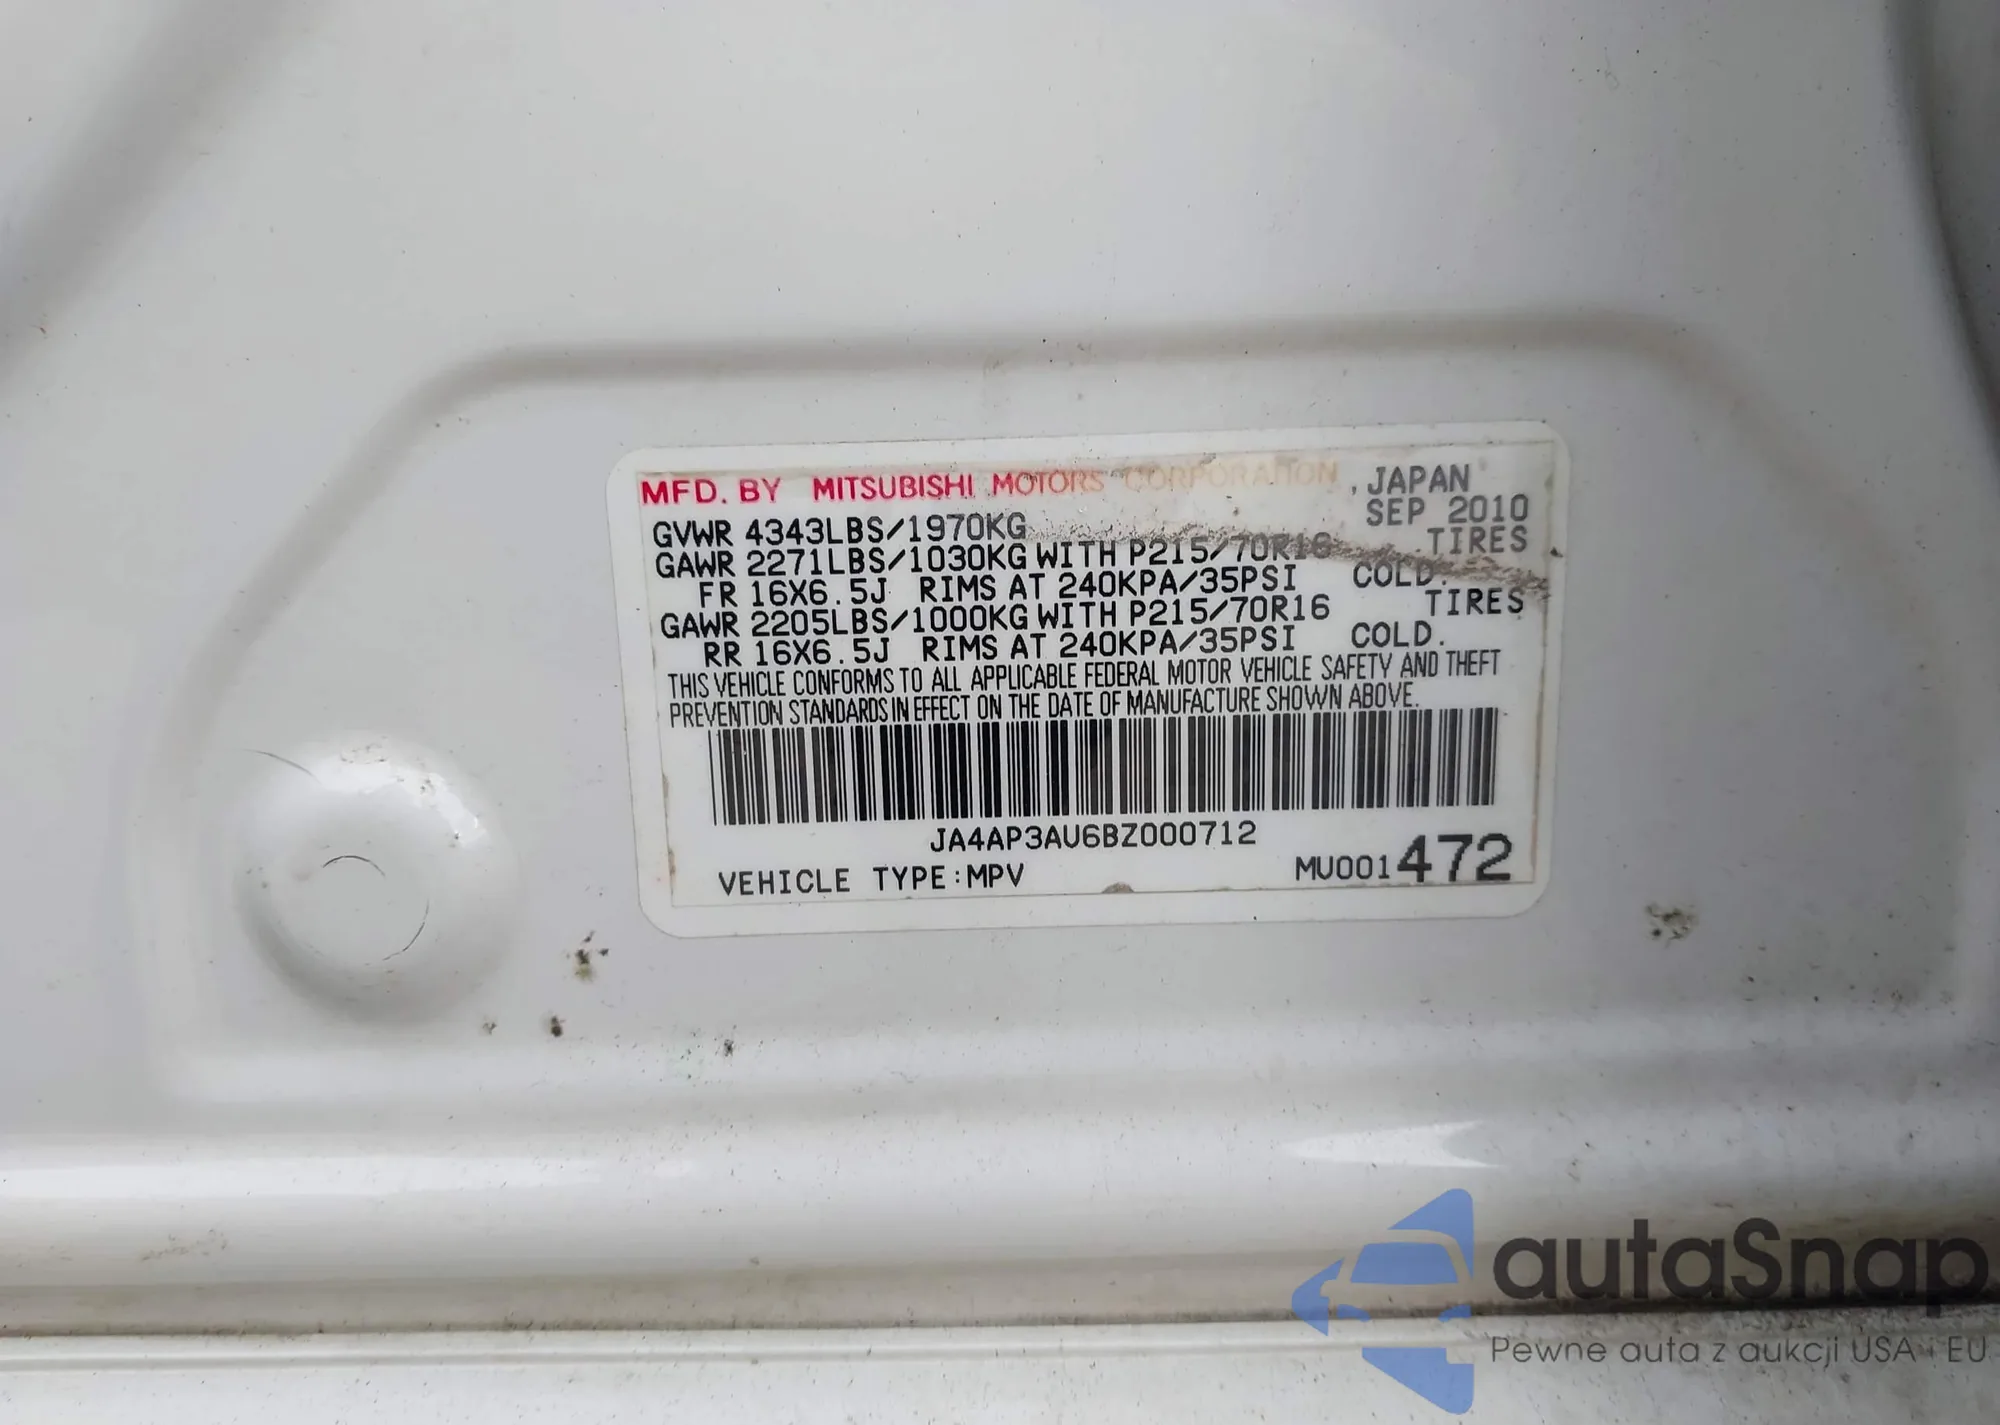 MFD. BY MITSUBISHI MOTORS CORPORAITON , JAPAN
SEP 2010
GVWR 4343LBS/1970KG
GAWR 2271LBS/1030KG WITH P215/70R16 TIRES
FR 16X6.5J RIMS AT 240KPA/35PSI COLD.
GAWR 2205LBS/1000KG WITH P215/70R16 TIRES
RR 16X6.5J RIMS AT 240KPA/35PSI COLD.
THIS VEHICLE CONFORMS TO ALL APPLICABLE FEDERAL MOTOR VEHICLE SAFETY AND THEFT
PREVENTION STANDARDS IN EFFECT ON THE DATE OF MANUFACTURE SHOWN ABOVE.
JA4AP3AU6BZ000712
VEHICLE TYPE:MPV MU001472
autaSnap
Pewne auta z aukcji USA i EU